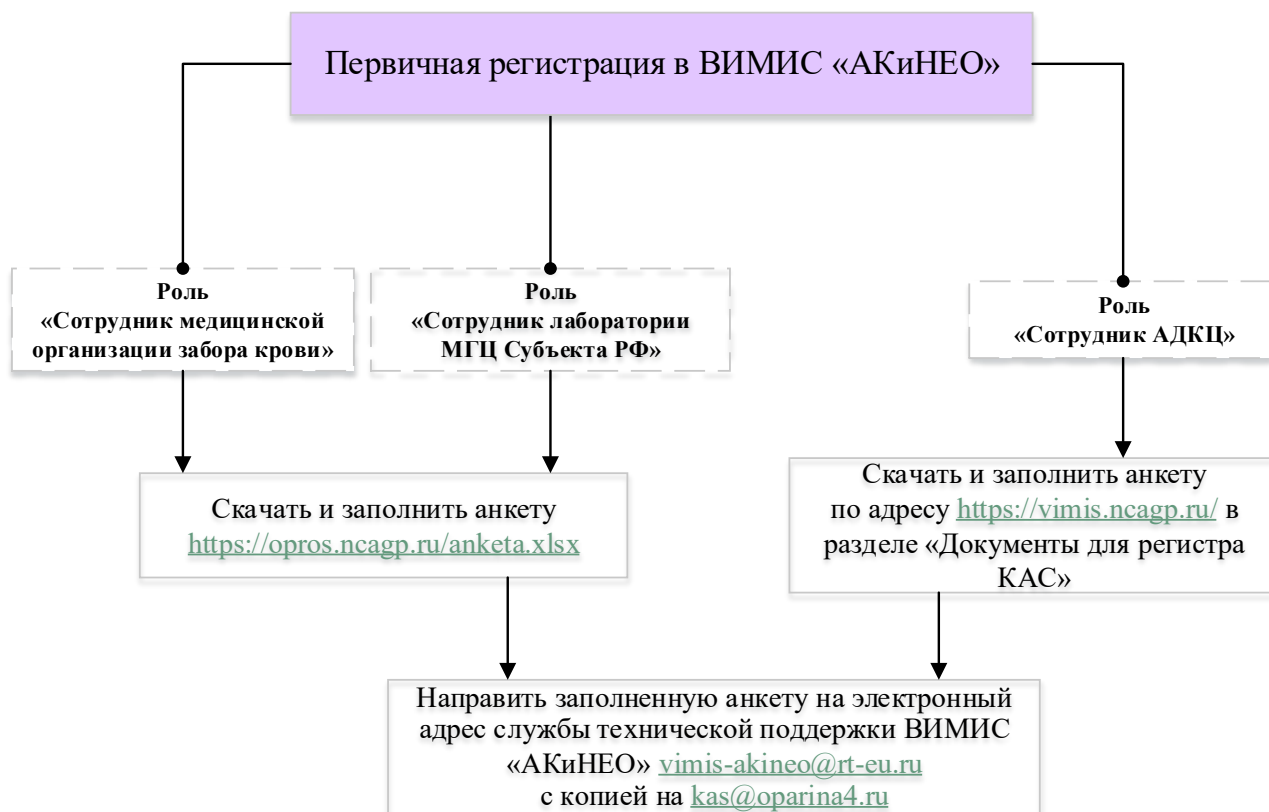 Первичная регистрация в ВИМИС «АКиНЕО»
Роль
«Сотрудник медицинской
организации забора крови»
Роль
«Сотрудник лаборатории
МГЦ Субъекта РФ»
Роль
«Сотрудник АДКЦ»
Скачать и заполнить анкету
https://opros.ncagp.ru/anketa.xlsx
Скачать и заполнить анкету
по адресу https://vimis.ncagp.ru/ в
разделе «Документы для регистра
КАС»
Направить заполненную анкету на электронный
адрес службы технической поддержки ВИМИС
«АКиНЕО» vimis-akineo@rt-eu.ru
с копией на kas@oparina4.ru